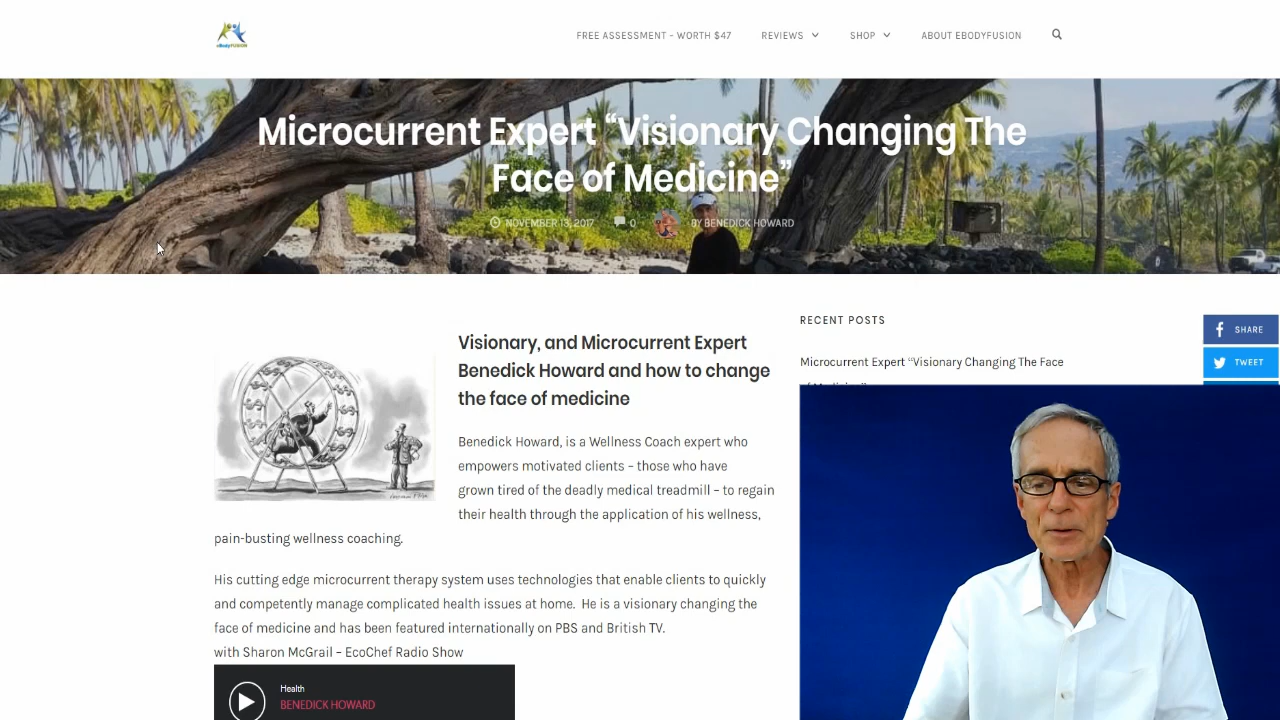 eBodyFUSION
FREE ASSESSMENT – WORTH $47
REVIEWS
SHOP
ABOUT EBODYFUSION
Microcurrent Expert “Visionary Changing The
Face of Medicine”
NOVEMBER 13, 2017
0
BY BENEDICK HOWARD
Visionary, and Microcurrent Expert
Benedick Howard and how to change
the face of medicine
Benedick Howard, is a Wellness Coach expert who
empowers motivated clients – those who have
grown tired of the deadly medical treadmill – to regain
their health through the application of his wellness,
pain-busting wellness coaching.
His cutting edge microcurrent therapy system uses technologies that enable clients to quickly
and competently manage complicated health issues at home. He is a visionary changing the
face of medicine and has been featured internationally on PBS and British TV.
with Sharon McGrail – EcoChef Radio Show
Health
BENEDICK HOWARD
RECENT POSTS
Microcurrent Expert “Visionary Changing The Face
SHARE
TWEET